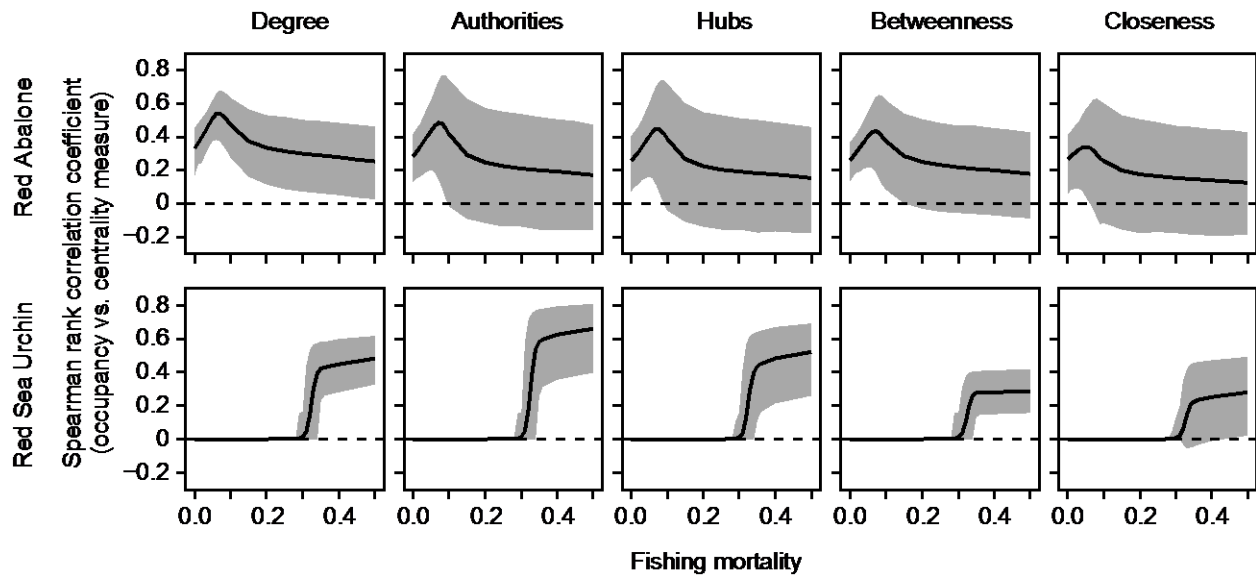 Degree
Authorities
Hubs
Betweenness
Closeness
Red Abalone
Red Sea Urchin
Spearman rank correlation coefficient
(occupancy vs. centrality measure)
0.8
0.6
0.4
0.2
0
−0.2
0.8
0.6
0.4
0.2
0
−0.2
0.0 0.2 0.4
0.0 0.2 0.4
0.0 0.2 0.4
0.0 0.2 0.4
0.0 0.2 0.4
Fishing mortality